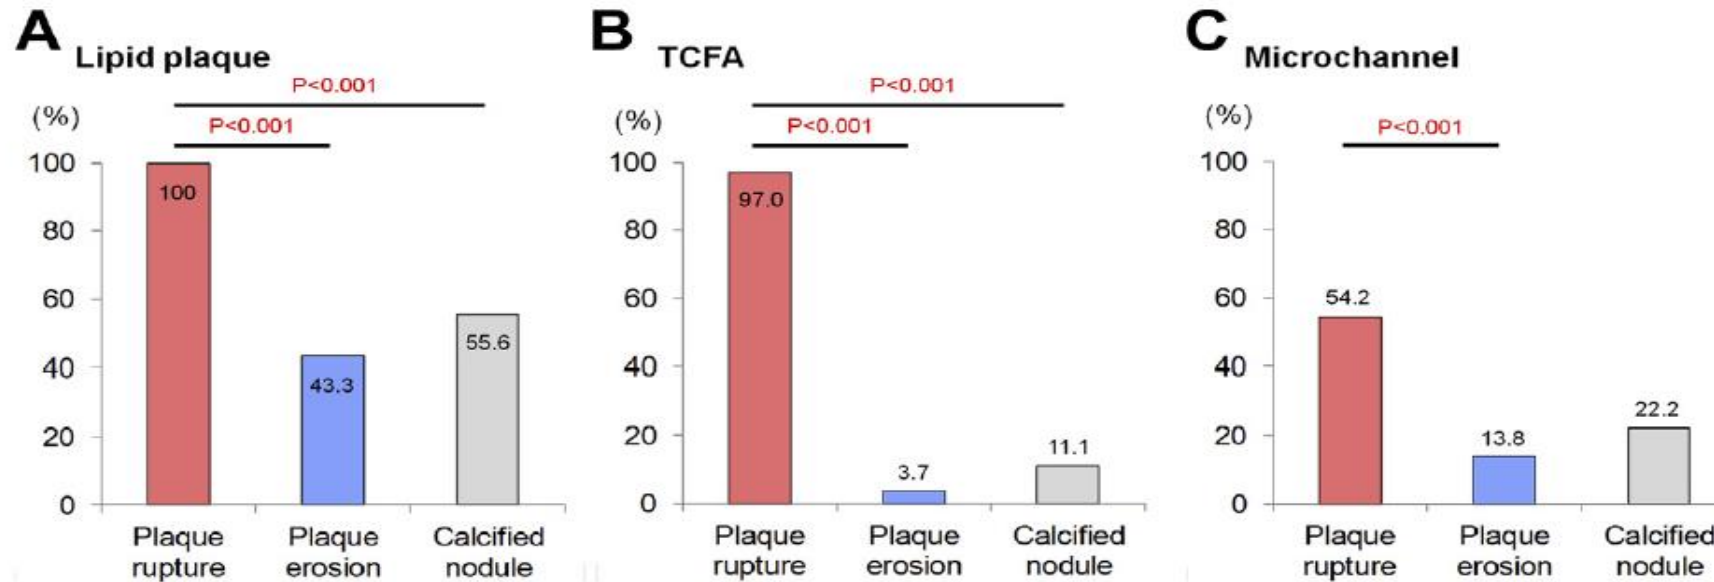 A Lipid plaque
P<0.001
(%)
P<0.001
100
80
60
40
20
0
100
43.3
55.6
Plaque rupture
Plaque erosion
Calcified nodule
B TCFA
P<0.001
(%)
P<0.001
100
80
60
40
20
0
97.0
3.7
11.1
Plaque rupture
Plaque erosion
Calcified nodule
C Microchannel
(%)
P<0.001
100
80
60
40
20
0
54.2
13.8
22.2
Plaque rupture
Plaque erosion
Calcified nodule